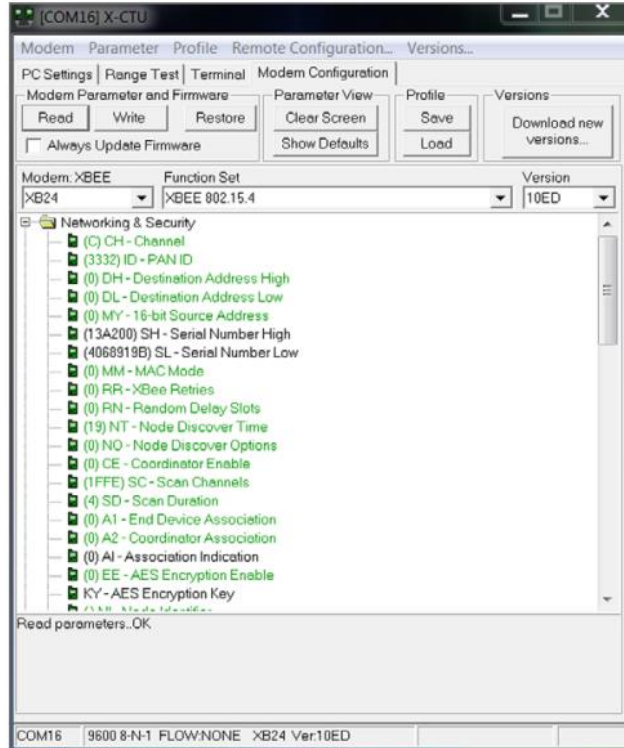 [COM16] X-CTU
Modem Parameter Profile Remote Configuration... Versions...
PC Settings Range Test Terminal Modem Configuration
Modem Parameter and Firmware Parameter View Profile Versions
Read Write Restore Clear Screen Save Download new versions...
Always Update Firmware Show Defaults Load
Modem: XBEE Function Set Version
XB24 XBEE 802.15.4 10ED
Networking & Security
(C) CH - Channel
(3332) ID - PAN ID
(0) DH - Destination Address High
(0) DL - Destination Address Low
(0) MY - 16-bit Source Address
(13A200) SH - Serial Number High
(4068919B) SL - Serial Number Low
(0) MM - MAC Mode
(0) RR - XBee Retries
(0) RN - Random Delay Slots
(19) NT - Node Discover Time
(0) NO - Node Discover Options
(0) CE - Coordinator Enable
(1FFE) SC - Scan Channels
(4) SD - Scan Duration
(0) A1 - End Device Association
(0) A2 - Coordinator Association
(0) AI - Association Indication
(0) EE - AES Encryption Enable
KY - AES Encryption Key
Read parameters..OK
COM16 9600 8-N-1 FLOW:NONE XB24 Ver:10ED